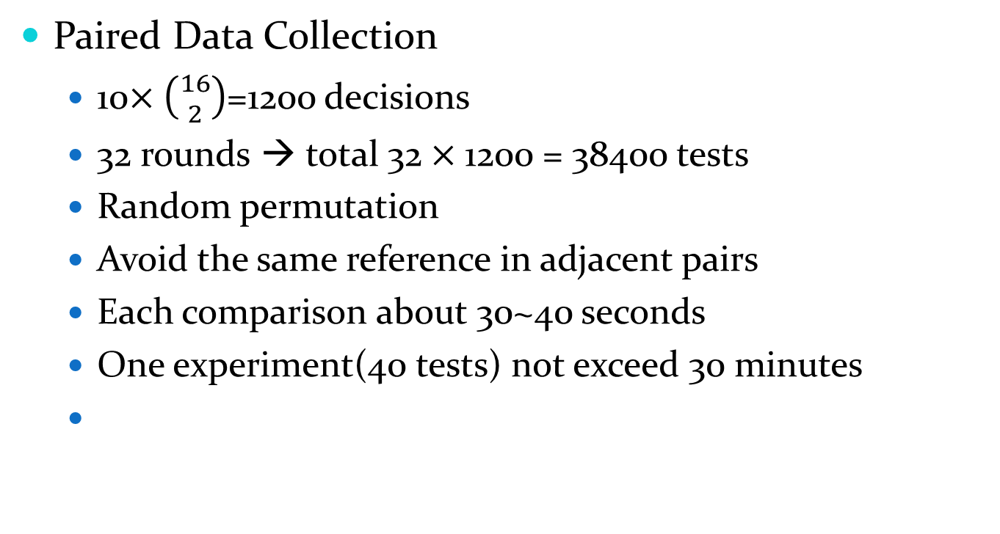 • Paired Data Collection
• 10× (16 2)=1200 decisions
• 32 rounds → total 32 × 1200 = 38400 tests
• Random permutation
• Avoid the same reference in adjacent pairs
• Each comparison about 30~40 seconds
• One experiment(40 tests) not exceed 30 minutes
•